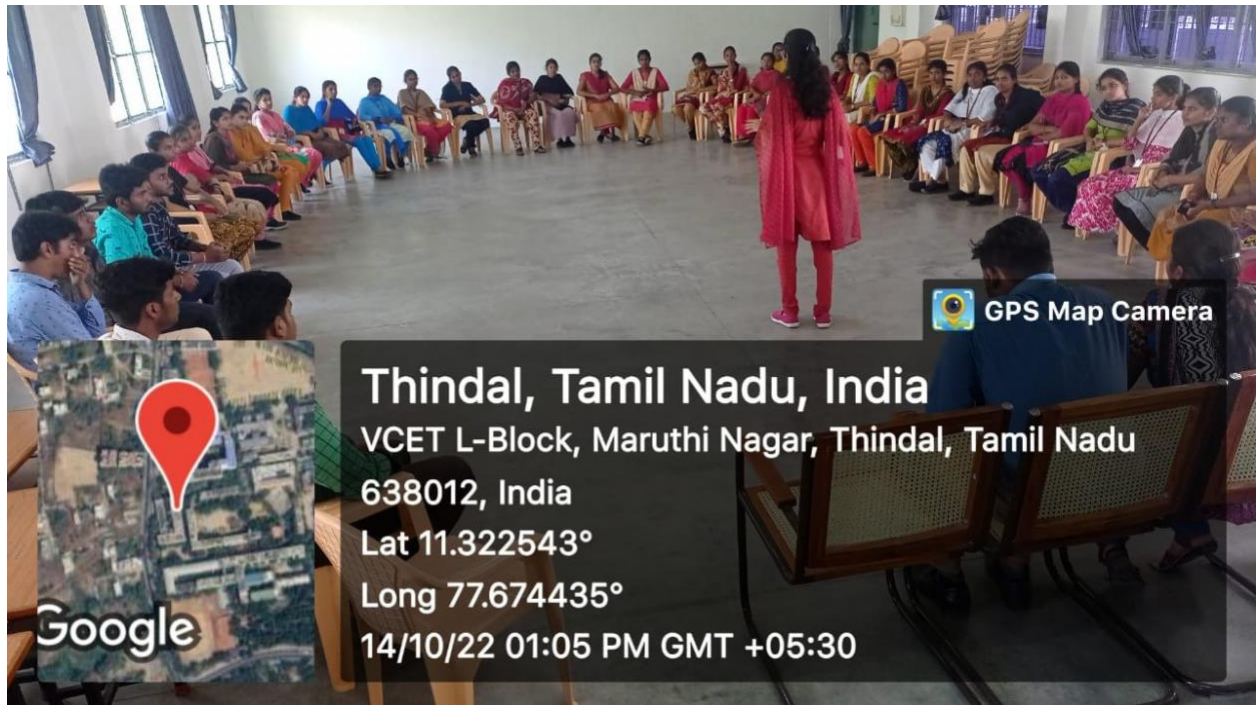 GPS Map Camera
Thindal, Tamil Nadu, India
VCET L-Block, Maruthi Nagar, Thindal, Tamil Nadu
638012, India
Lat 11.322543°
Long 77.674435°
14/10/22 01:05 PM GMT +05:30
Google